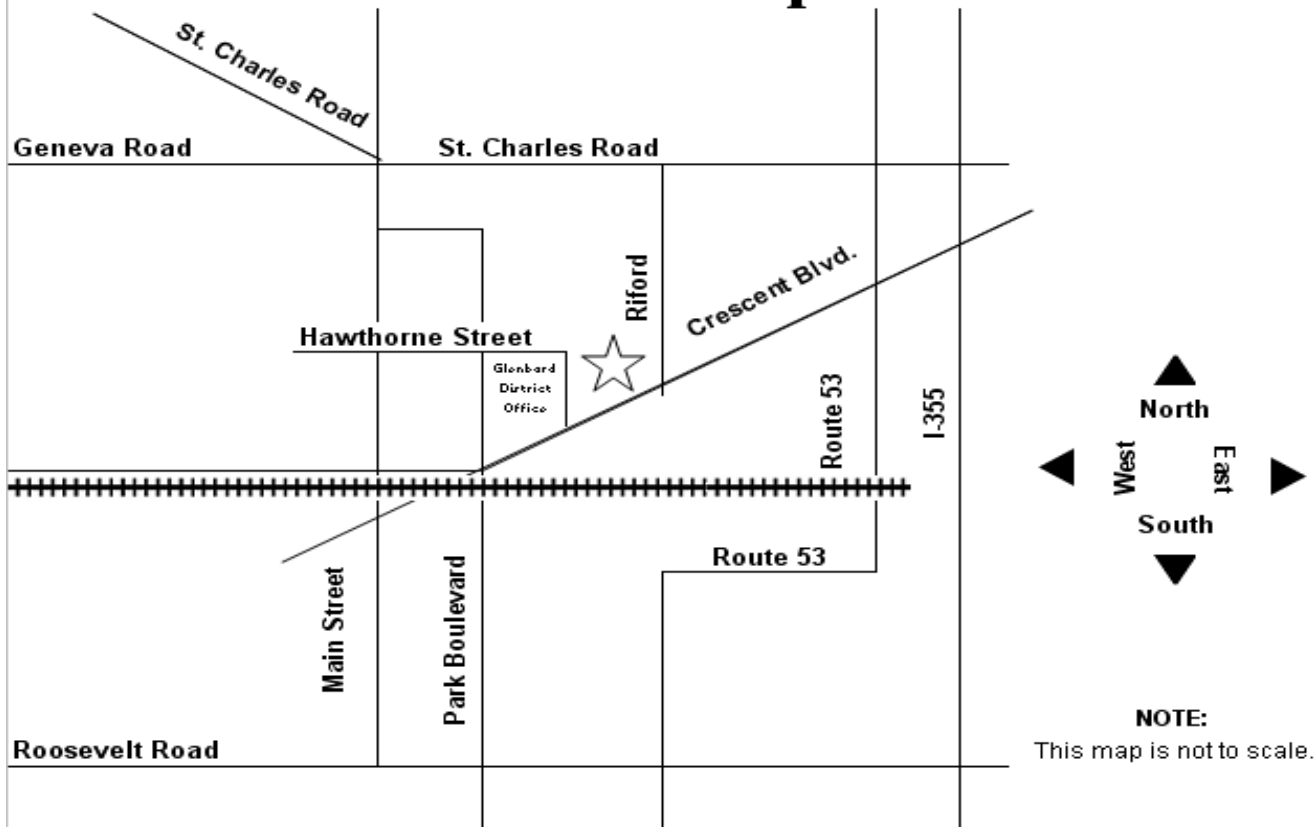 St. Charles Road
Geneva Road
St. Charles Road
Riford
Crescent Blvd.
Hawthorne Street
Glenbard
District
Office
Route 53
I-355
North
West
East
South
Route 53
Main Street
Park Boulevard
Roosevelt Road
NOTE:
This map is not to scale.